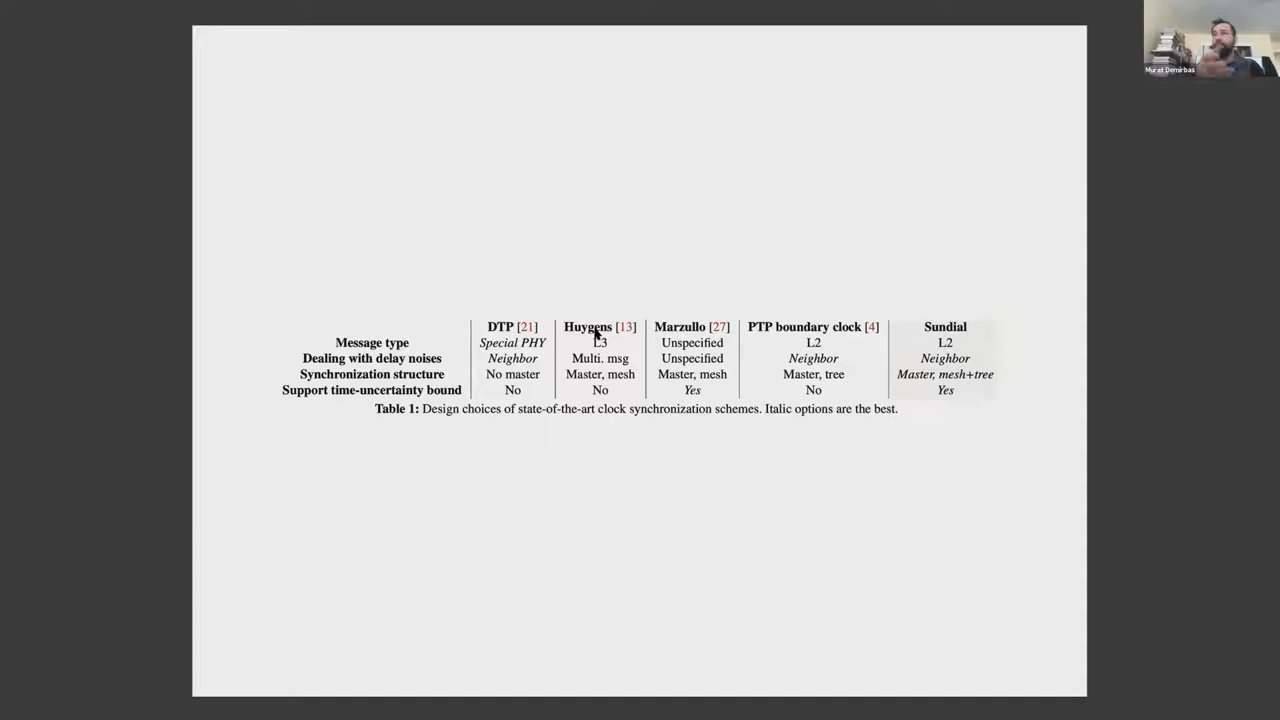 Murat Demirbas
DTP [21] Huygens [13] Marzullo [27] PTP boundary clock [4] Sundial
Message type Special PHY L3 Unspecified L2 L2
Dealing with delay noises Neighbor Multi. msg Unspecified Neighbor Neighbor
Synchronization structure No master Master, mesh Master, mesh Master, tree Master, mesh+tree
Support time-uncertainty bound No No Yes No Yes
Table 1: Design choices of state-of-the-art clock synchronization schemes. Italic options are the best.